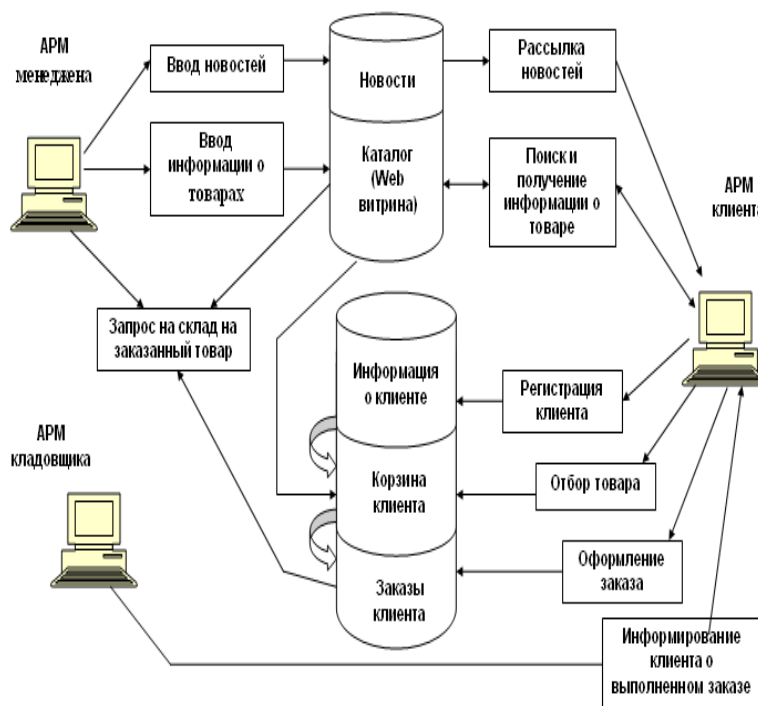 АРМ
менеджена
Ввод новостей
Новости
Рассылка
новостей
Ввод
информации о
товарах
Каталог
(Web
витрина)
Поиск и
получение
информации о
товаре
АРМ
клиента
Запрос на склад на
заказанный товар
Информация
о клиенте
Регистрация
клиента
АРМ
кладовщика
Корзина
клиента
Отбор товара
Заказы
клиента
Оформление
заказа
Информирование
клиента о
выполненном заказе